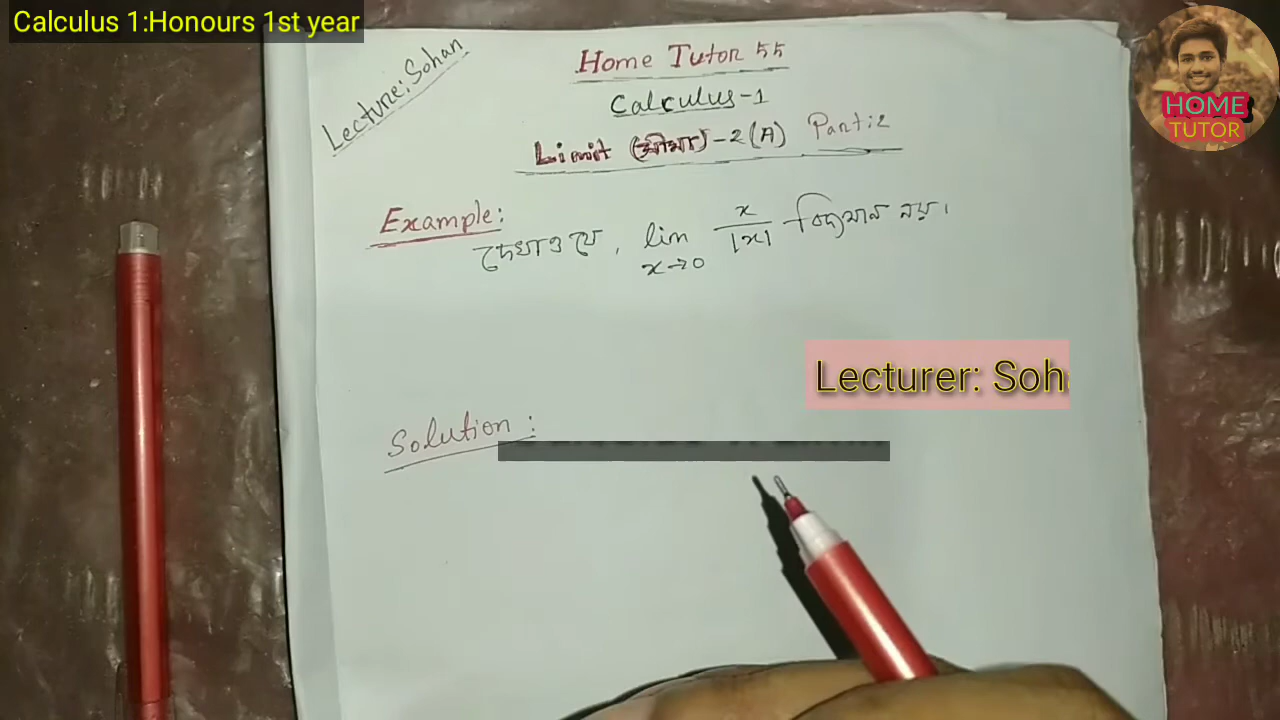 Calculus 1:Honours 1st year
Lecture: Sohan
Home Tutor 55
Calculus-1
Limit (সীমা)-2(A) Part:2
HOME
TUTOR
Example:
দেখাও যে, lim x→0 x/|x| বিদ্যমান নয়।
Lecturer: Soh
Solution :